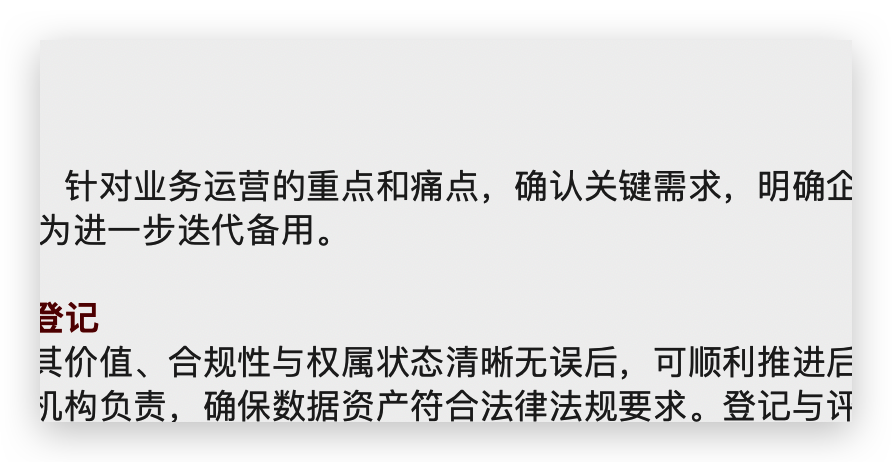 针对业务运营的重点和痛点，确认关键需求，明确企
为进一步迭代备用。
登记
其价值、合规性与权属状态清晰无误后，可顺利推进后
机构负责，确保数据资产符合法律法规要求。登记与评